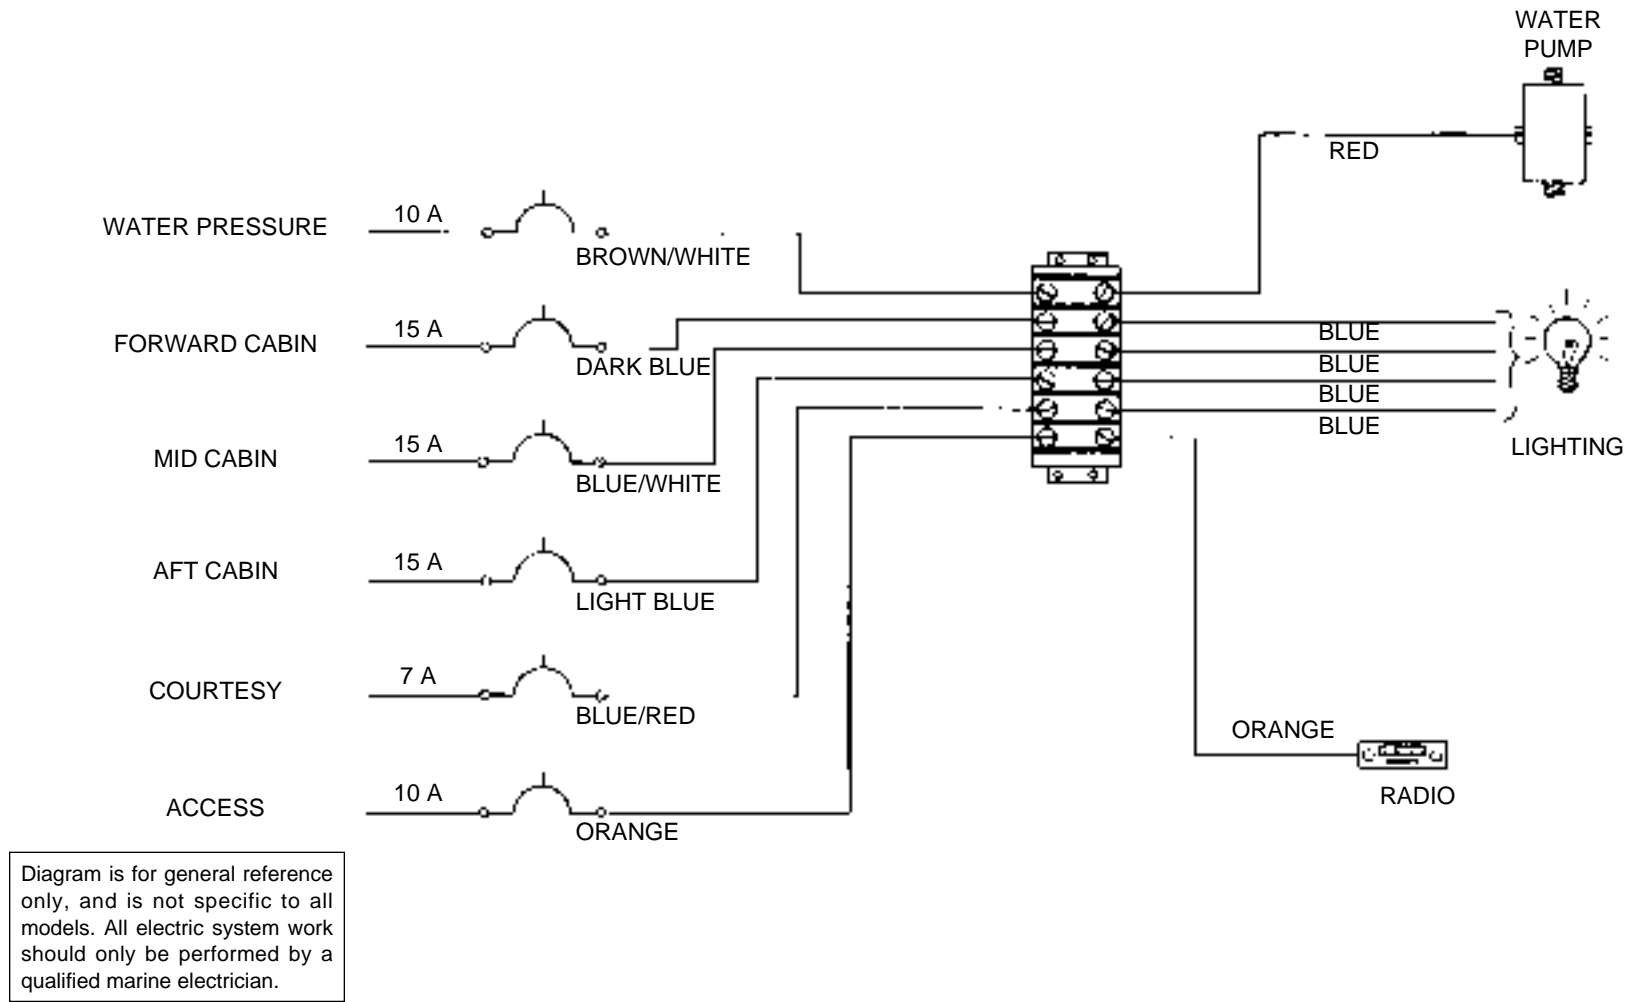 WATER
PUMP
RED
WATER PRESSURE
10 A
BROWN/WHITE
FORWARD CABIN
15 A
DARK BLUE
BLUE
BLUE
BLUE
BLUE
LIGHTING
MID CABIN
15 A
BLUE/WHITE
AFT CABIN
15 A
LIGHT BLUE
COURTESY
7 A
BLUE/RED
ORANGE
RADIO
ACCESS
10 A
ORANGE
Diagram is for general reference
only, and is not specific to all
models. All electric system work
should only be performed by a
qualified marine electrician.